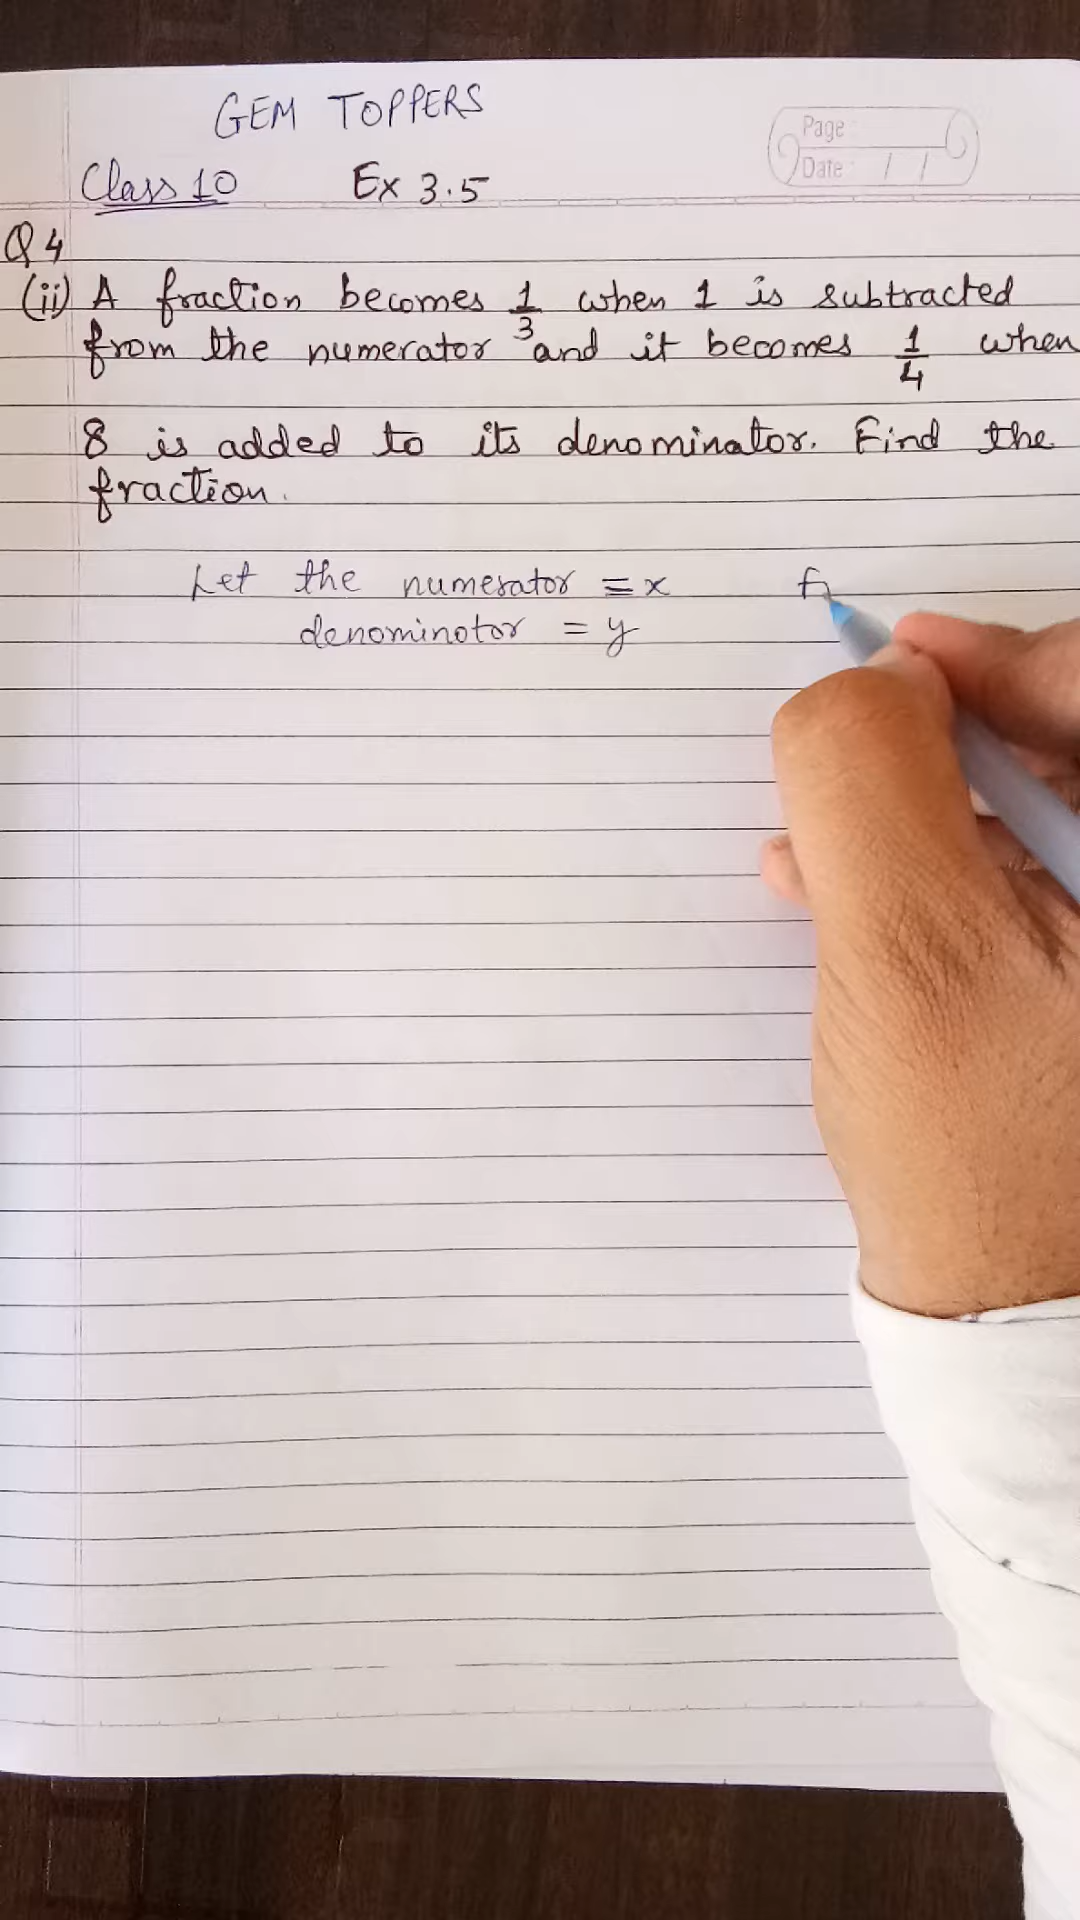 GEM TOPPERS
Page :
Date : / /
Class 10 Ex 3.5
Q4
(ii) A fraction becomes 1/3 when 1 is subtracted
from the numerator and it becomes 1/4 when
8 is added to its denominator. Find the
fraction.
Let the numerator = x
denominotor = y